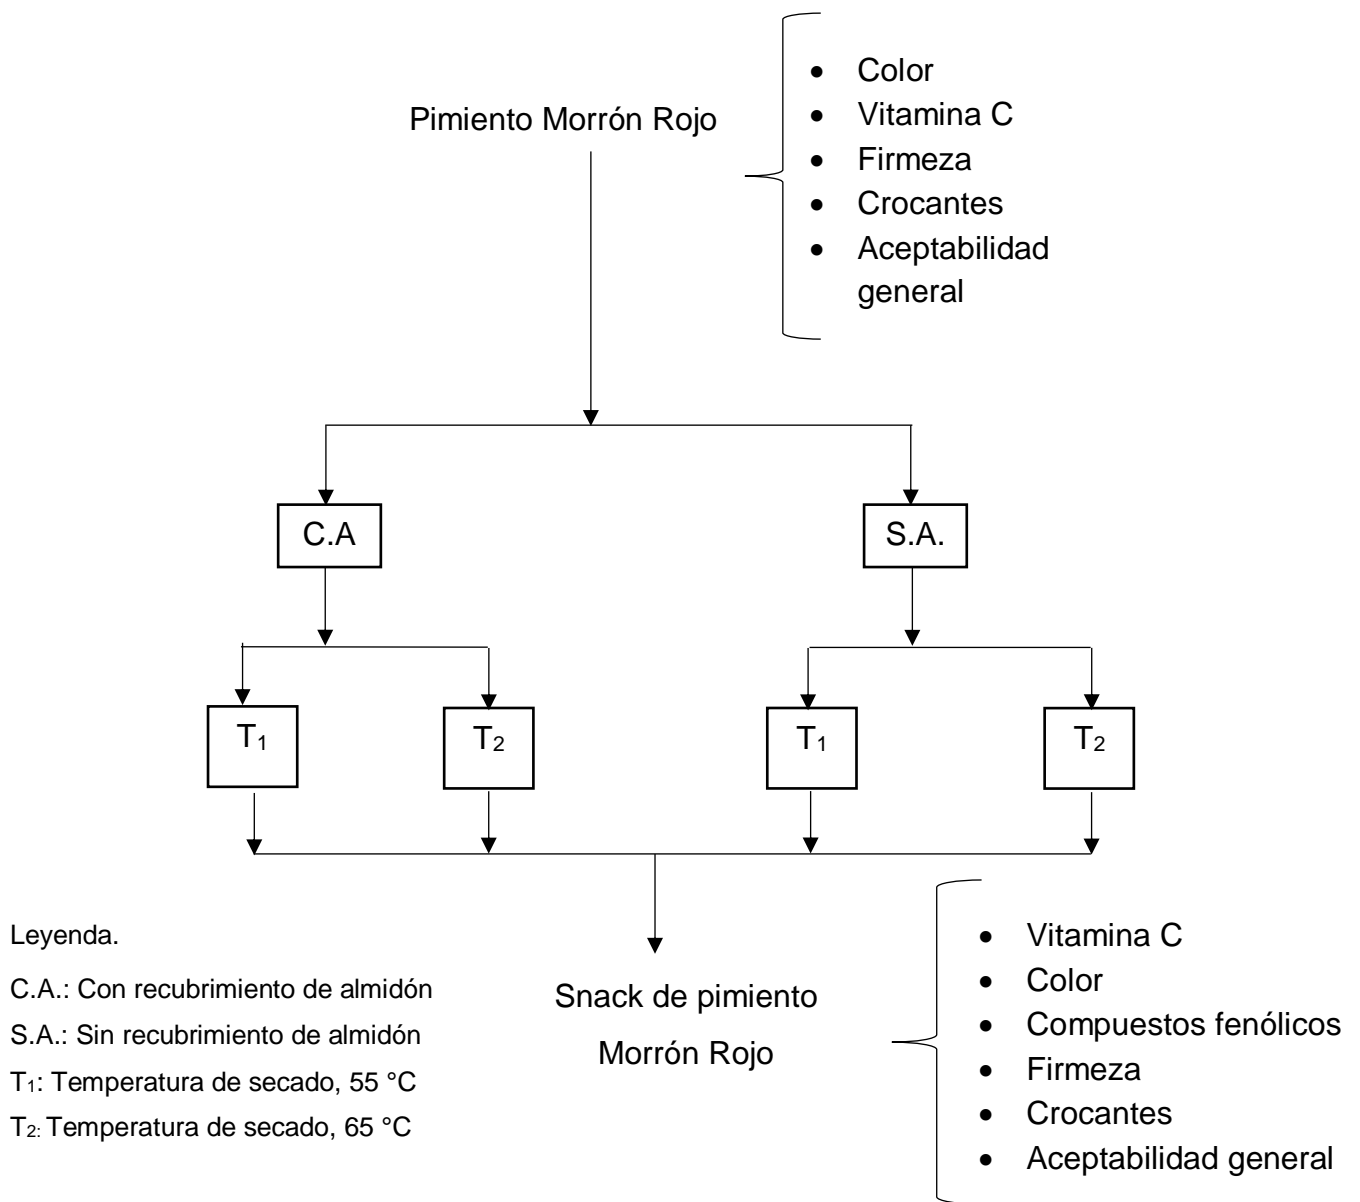 Pimiento Morrón Rojo
• Color
• Vitamina C
• Firmeza
• Crocantes
• Aceptabilidad
general
C.A
S.A.
T₁
T₂
T₁
T₂
Leyenda.
C.A.: Con recubrimiento de almidón
S.A.: Sin recubrimiento de almidón
T₁: Temperatura de secado, 55 °C
T₂: Temperatura de secado, 65 °C
Snack de pimiento
Morrón Rojo
• Vitamina C
• Color
• Compuestos fenólicos
• Firmeza
• Crocantes
• Aceptabilidad general